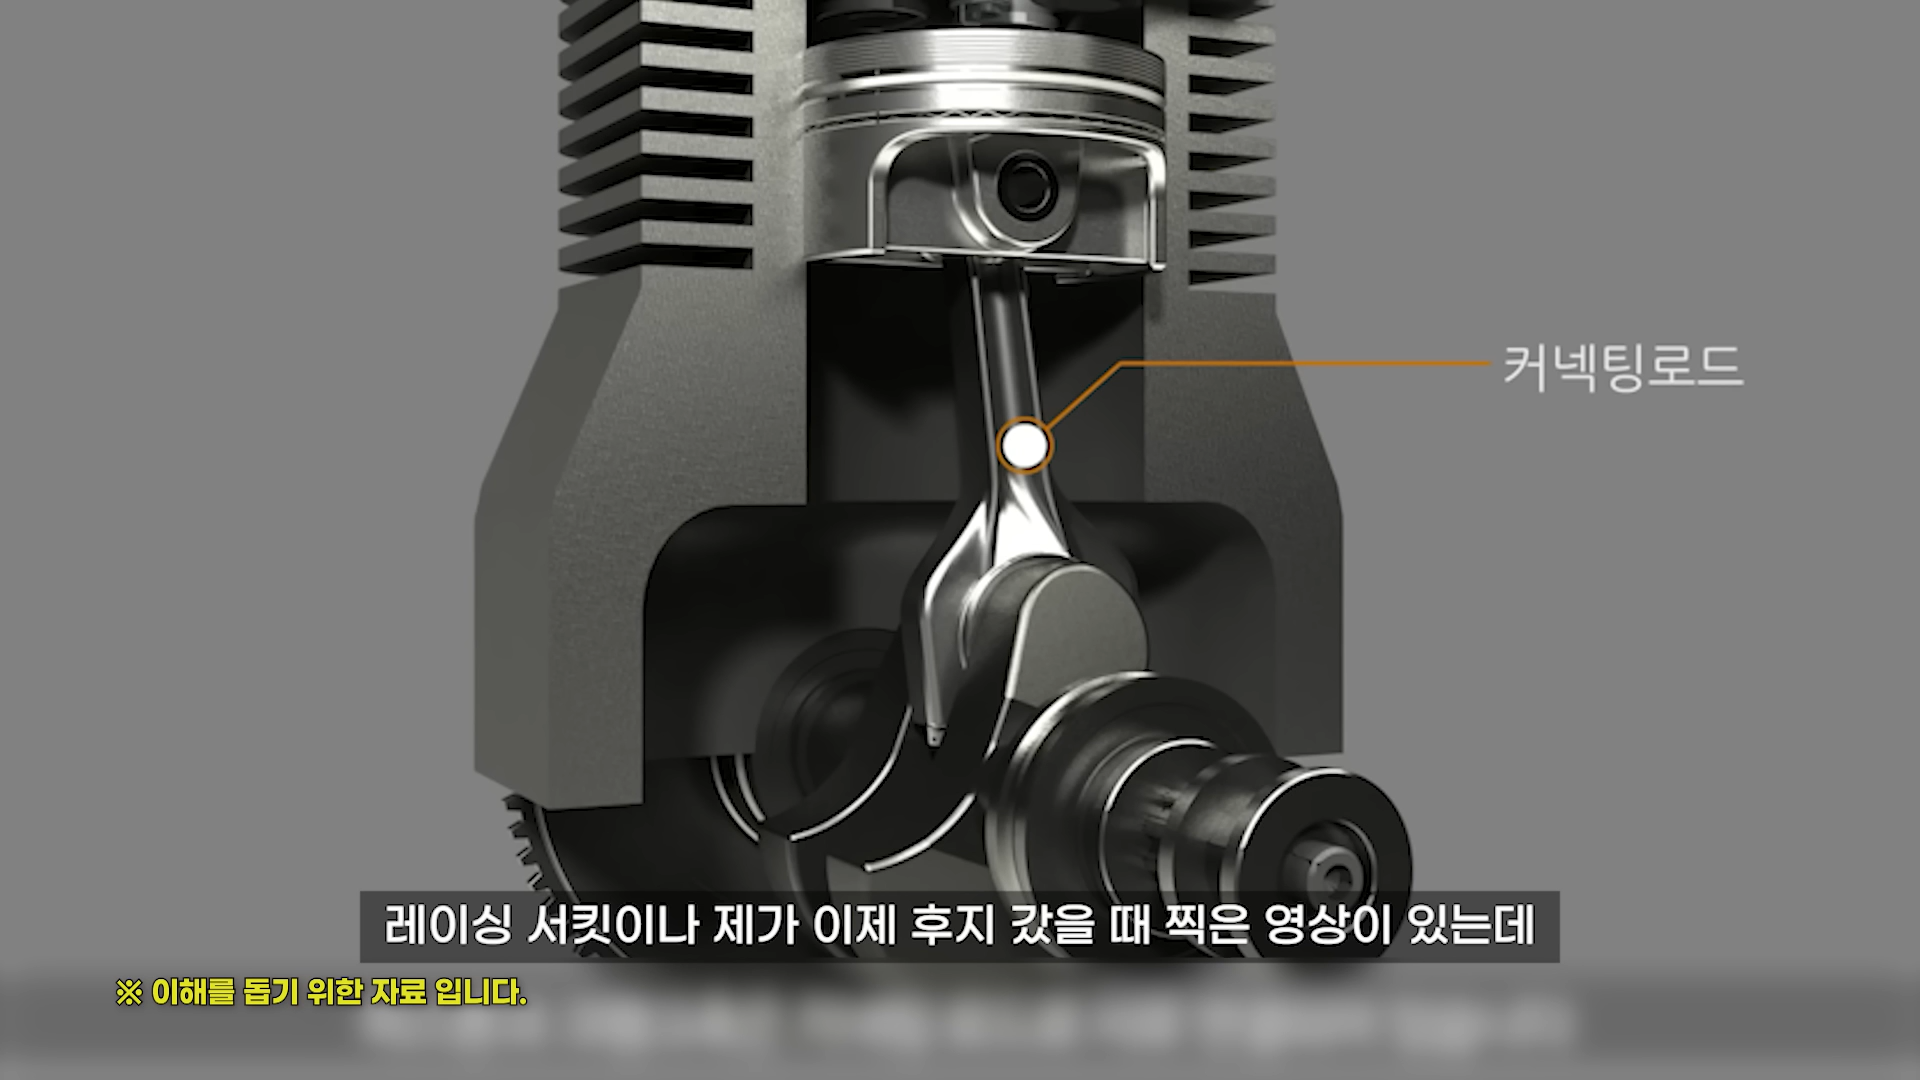 커넥팅로드
레이싱 서킷이나 제가 이제 후지 갔을 때 찍은 영상이 있는데
※ 이해를 돕기 위한 자료 입니다.